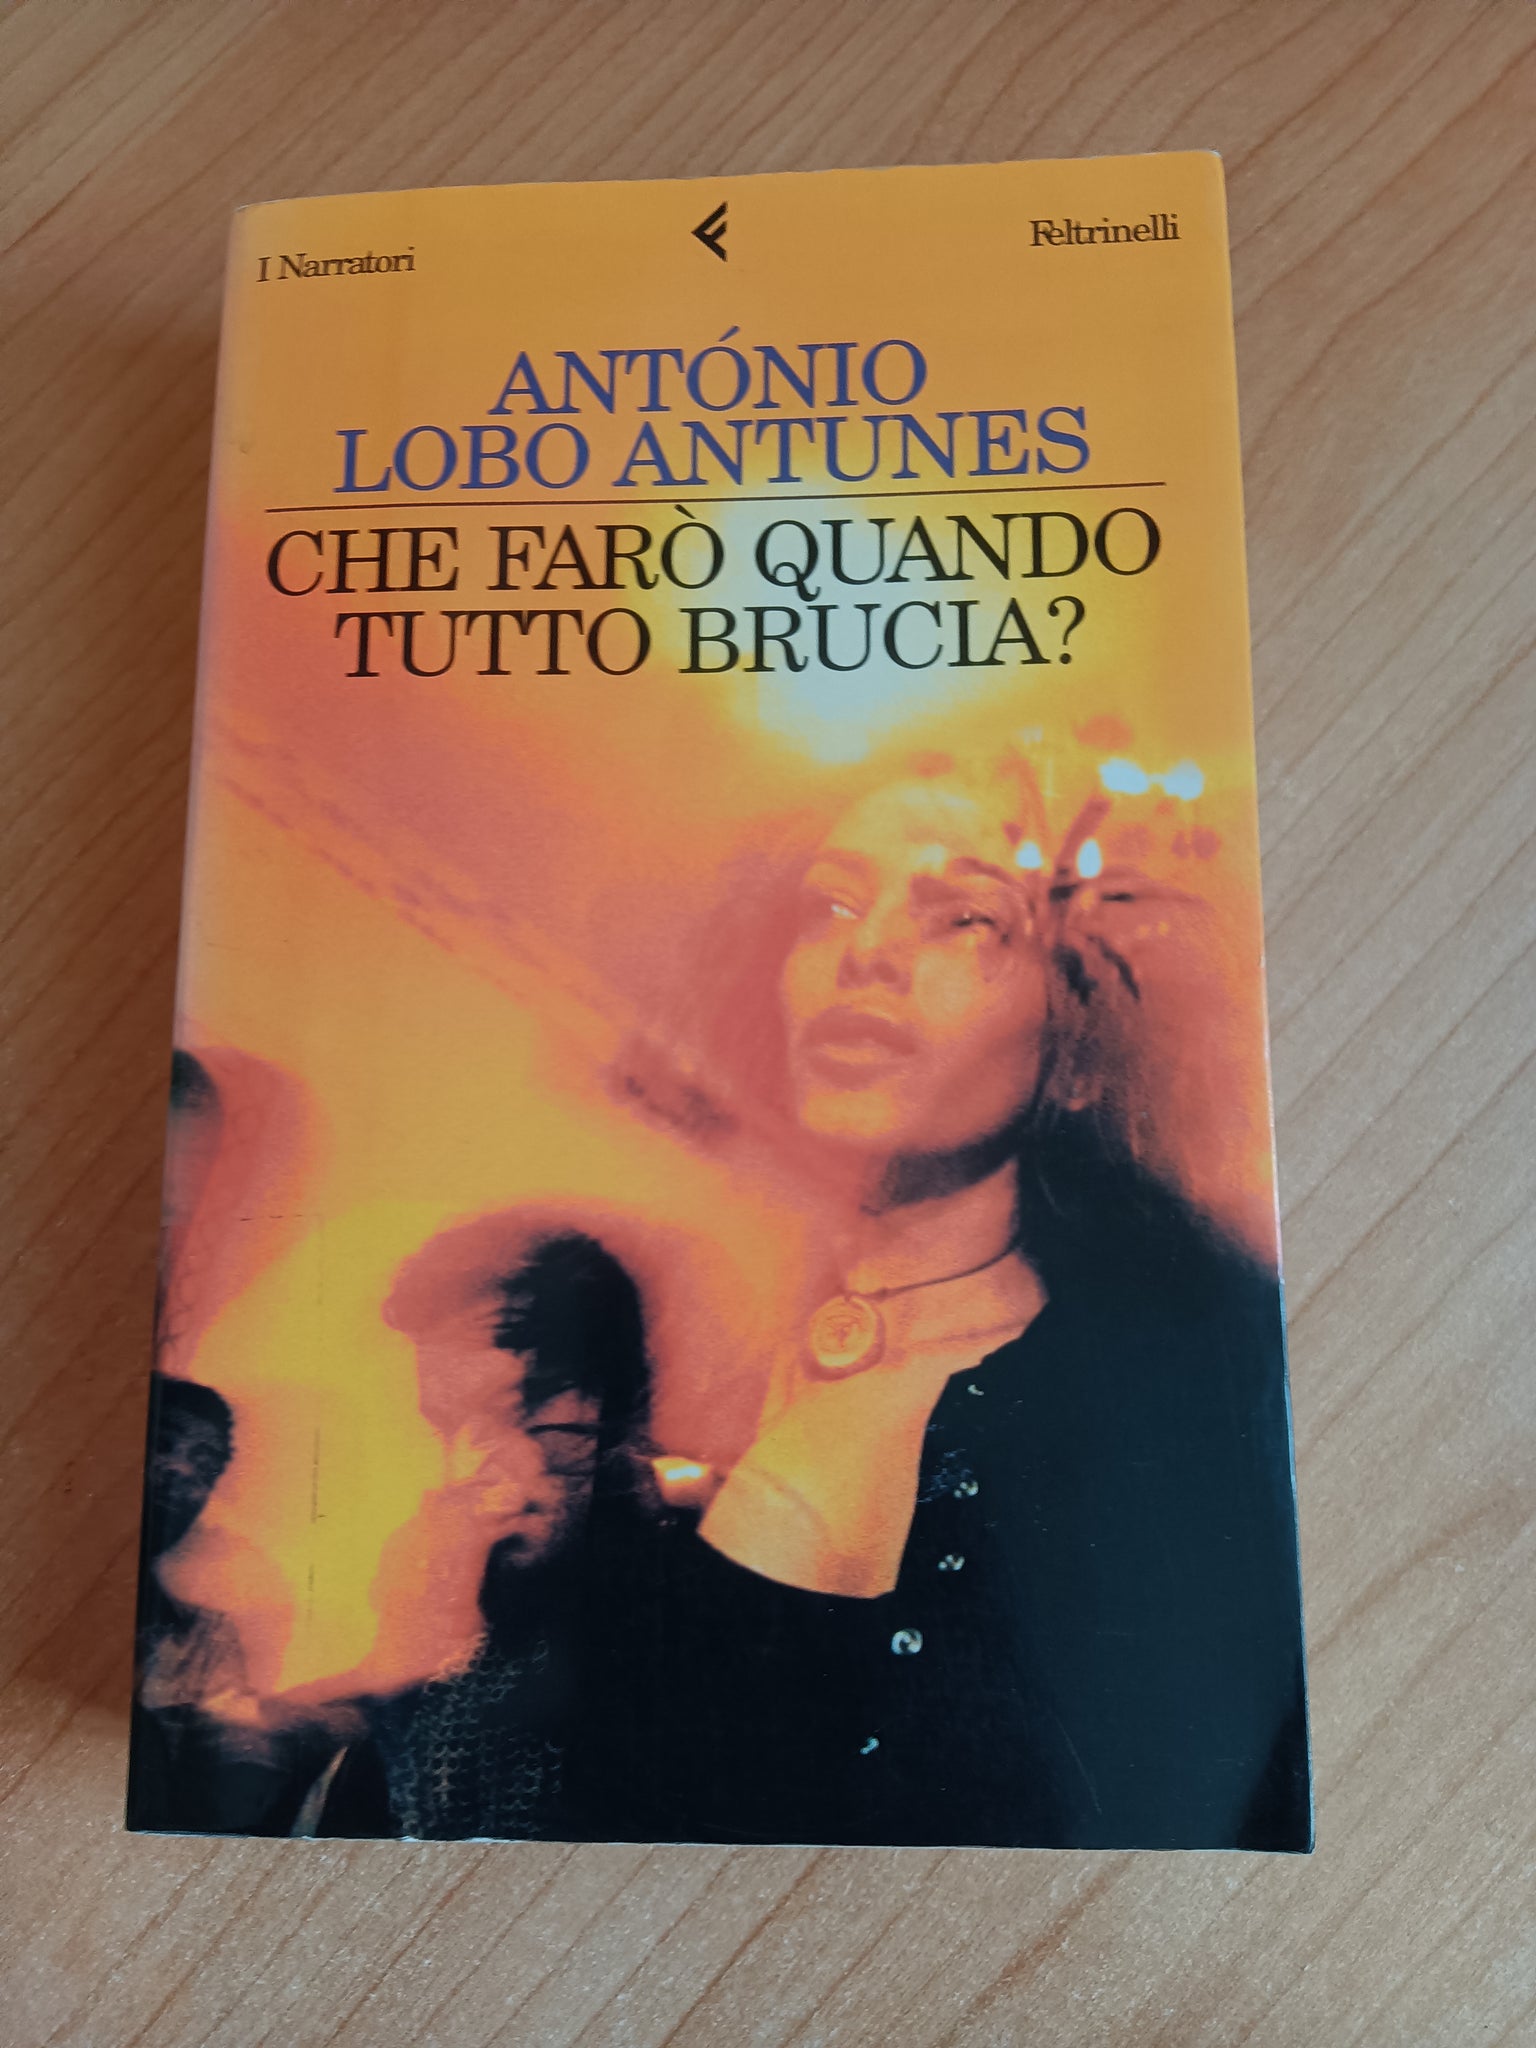 I Narratori
Feltrinelli
ANTÓNIO
LOBO ANTUNES
CHE FARÒ QUANDO
TUTTO BRUCIA?